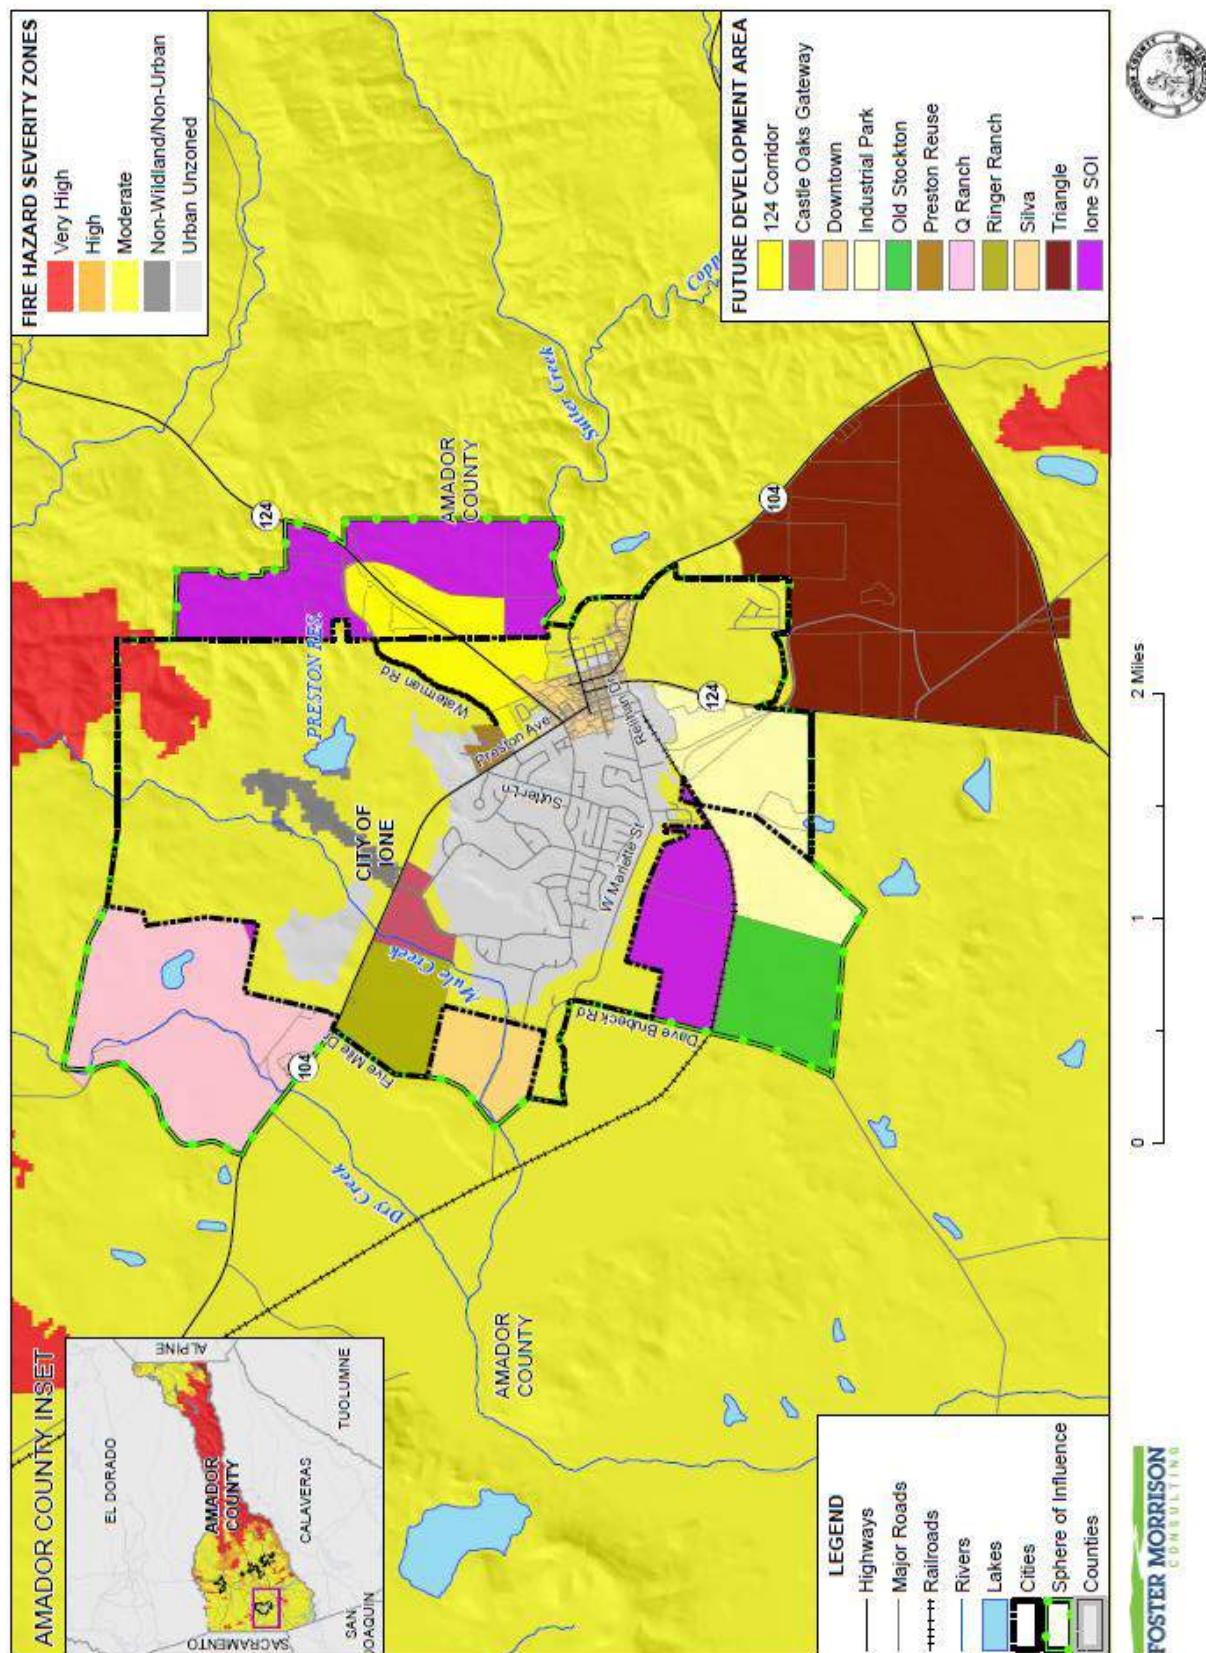 AMADOR COUNTY INSET
EL DORADO
ALPINE
AMADOR
COUNTY
SACRAMENTO
CALAVERAS
TUOLUMNE
SAN
JOAQUIN
FIRE HAZARD SEVERITY ZONES
Very High
High
Moderate
Non-Wildland/Non-Urban
Urban Unzoned
124
PRESTON RES.
CITY OF
IONE
104
Waterman Rd
AMADOR
COUNTY
Preston Ave
Sutter Ln
Mule Creek
Five Mile Dr
Dry Creek
Sutter Creek
Copp
Reinhan Dr
W Marlette St
Dave Brubeck Rd
124
104
AMADOR
COUNTY
LEGEND
Highways
Major Roads
Railroads
Rivers
Lakes
Cities
Sphere of Influence
Counties
FUTURE DEVELOPMENT AREA
124 Corridor
Castle Oaks Gateway
Downtown
Industrial Park
Old Stockton
Preston Reuse
Q Ranch
Ringer Ranch
Silva
Triangle
Ione SOI
0
1
2 Miles
FOSTER MORRISON
CONSULTING
AMADOR COUNTY